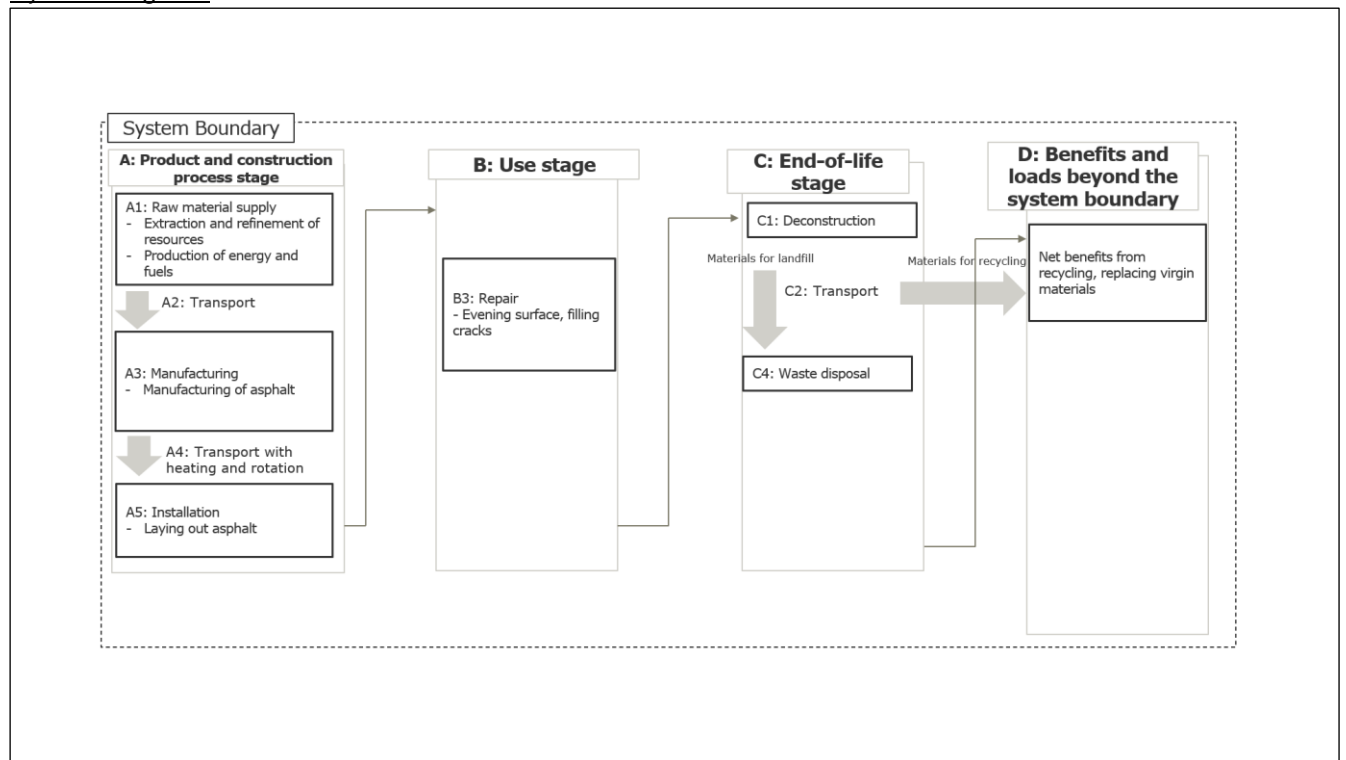 System Boundary
A: Product and construction
process stage
A1: Raw material supply
- Extraction and refinement of
resources
- Production of energy and
fuels
A2: Transport
A3: Manufacturing
- Manufacturing of asphalt
A4: Transport with
heating and rotation
A5: Installation
- Laying out asphalt
B: Use stage
B3: Repair
- Evening surface, filling
cracks
C: End-of-life
stage
C1: Deconstruction
Materials for landfill
C2: Transport
Materials for recycling
C4: Waste disposal
D: Benefits and
loads beyond the
system boundary
Net benefits from
recycling, replacing virgin
materials